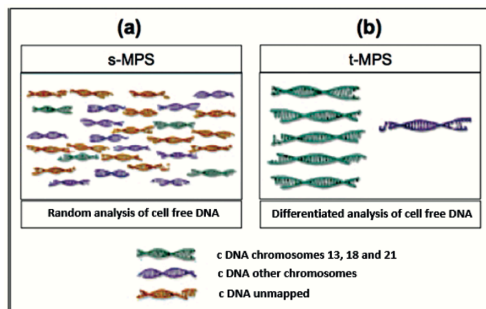 (a)
(b)
s-MPS
t-MPS
Random analysis of cell free DNA
Differentiated analysis of cell free DNA
c DNA chromosomes 13, 18 and 21
c DNA other chromosomes
c DNA unmapped